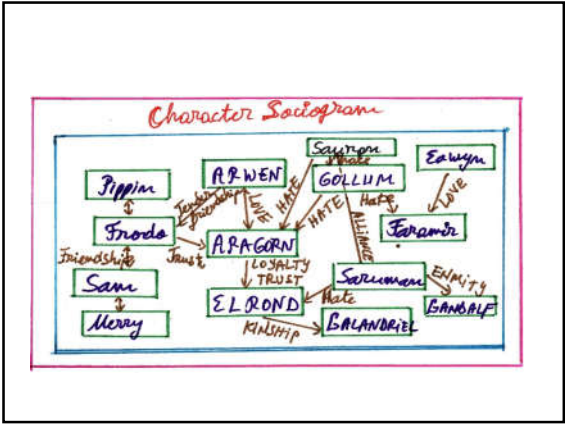 Character Sociogram
Sauron
Hate
ARWEN
GOLLUM
Eowyn
Pippin
Tender
friendship
LOVE
HATE
HATE
Hate
LOVE
Frodo
ARAGORN
Faramir
Friendship
Trust
LOYALTY
TRUST
ALLIANCE
Sam
Saruman
ENMITY
ELROND
Hate
GANDALF
Merry
KINSHIP
GALANDRIEL